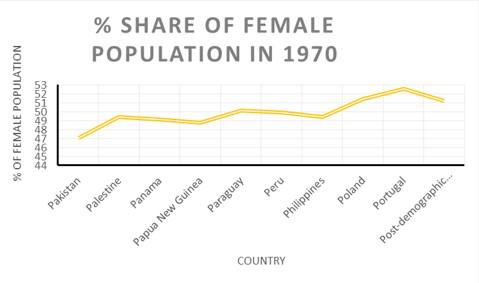 % SHARE OF FEMALE
POPULATION IN 1970
% OF FEMALE POPULATION
53
52
51
50
49
48
47
46
45
44
Pakistan
Palestine
Panama
Papua New Guinea
Paraguay
Peru
Philippines
Poland
Portugal
Post-demographic...
COUNTRY